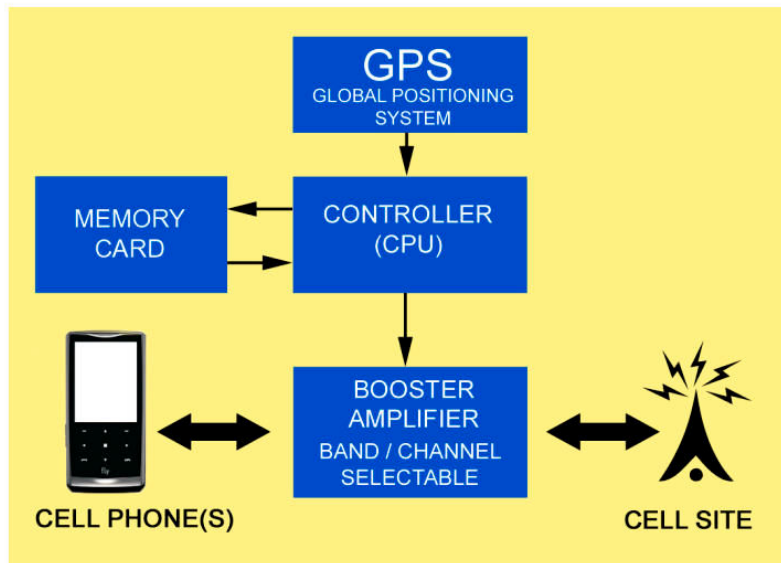 GPS
GLOBAL POSITIONING
SYSTEM
MEMORY
CARD
CONTROLLER
(CPU)
BOOSTER
AMPLIFIER
BAND / CHANNEL
SELECTABLE
CELL PHONE(S)
CELL SITE